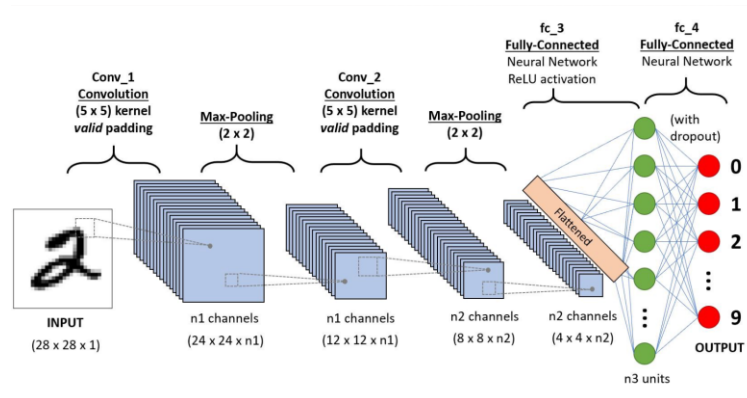 Conv_1
Convolution
(5 x 5) kernel
valid padding
Max-Pooling
(2 x 2)
Conv_2
Convolution
(5 x 5) kernel
valid padding
Max-Pooling
(2 x 2)
fc_3
Fully-Connected
Neural Network
ReLU activation
fc_4
Fully-Connected
Neural Network
(with
dropout)
Flattened
0
1
2
9
OUTPUT
2
INPUT
(28 x 28 x 1)
n1 channels
(24 x 24 x n1)
n1 channels
(12 x 12 x n1)
n2 channels
(8 x 8 x n2)
n2 channels
(4 x 4 x n2)
n3 units